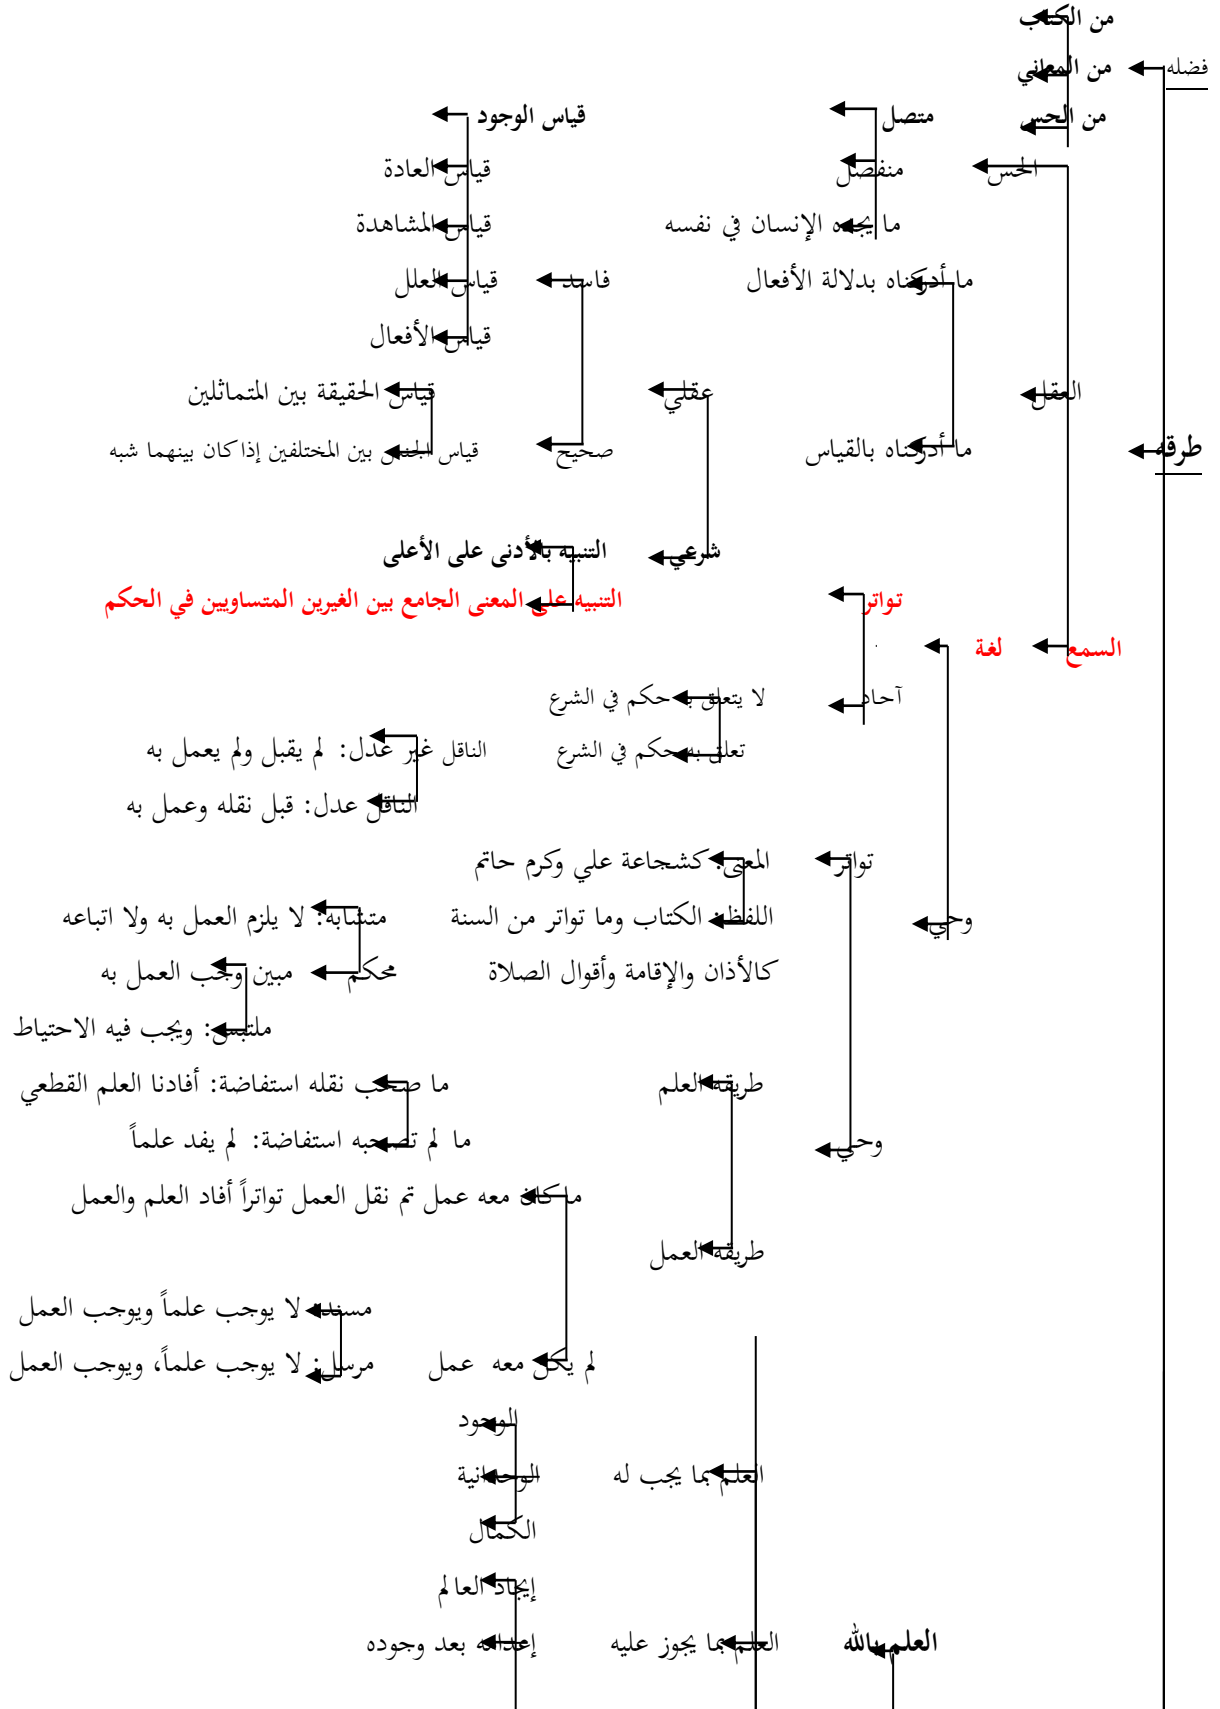 من الكتاب
فضله من المعاني
من الحس متصل قياس الوجود
الحس منفصل قياس العادة
ما يجده الإنسان في نفسه قياس المشاهدة
ما أدركناه بدلالة الأفعال فاسد قياس العلل
قياس الأفعال
العقل عقلي قياس الحقيقة بين المتماثلين
طرقه ما أدركناه بالقياس صحيح قياس الجنس بين المختلفين إذا كان بينهما شبه
شرعي التنبيه بالأدنى على الأعلى
تواتر التنبيه على المعنى الجامع بين الغيرين المتساويين في الحكم
السمع لغة
آحاد لا يتعلق به حكم في الشرع
تعلق به حكم في الشرع الناقل غير عدل: لم يقبل ولم يعمل به
الناقل عدل: قبل نقله وعمل به
تواتر المعنى: كشجاعة علي وكرم حاتم
وحي اللفظ: الكتاب وما تواتر من السنة متشابه: لا يلزم العمل به ولا اتباعه
كالأذان والإقامة وأقوال الصلاة محكم مبين وجب العمل به
ملتبس: ويجب فيه الاحتياط
طريقه العلم ما صحب نقله استفاضة: أفادنا العلم القطعي
وحي ما لم تصحبه استفاضة: لم يفد علماً
ما كان معه عمل تم نقل العمل تواتراً أفاد العلم والعمل
طريقه العمل
مسند: لا يوجب علماً ويوجب العمل
لم يكن معه عمل مرسل: لا يوجب علماً، ويوجب العمل
الوجود
العلم بما يجب له الوحدانية
الكمال
إيجاد العالم
العلم بالله العلم بما يجوز عليه إعدامه بعد وجوده